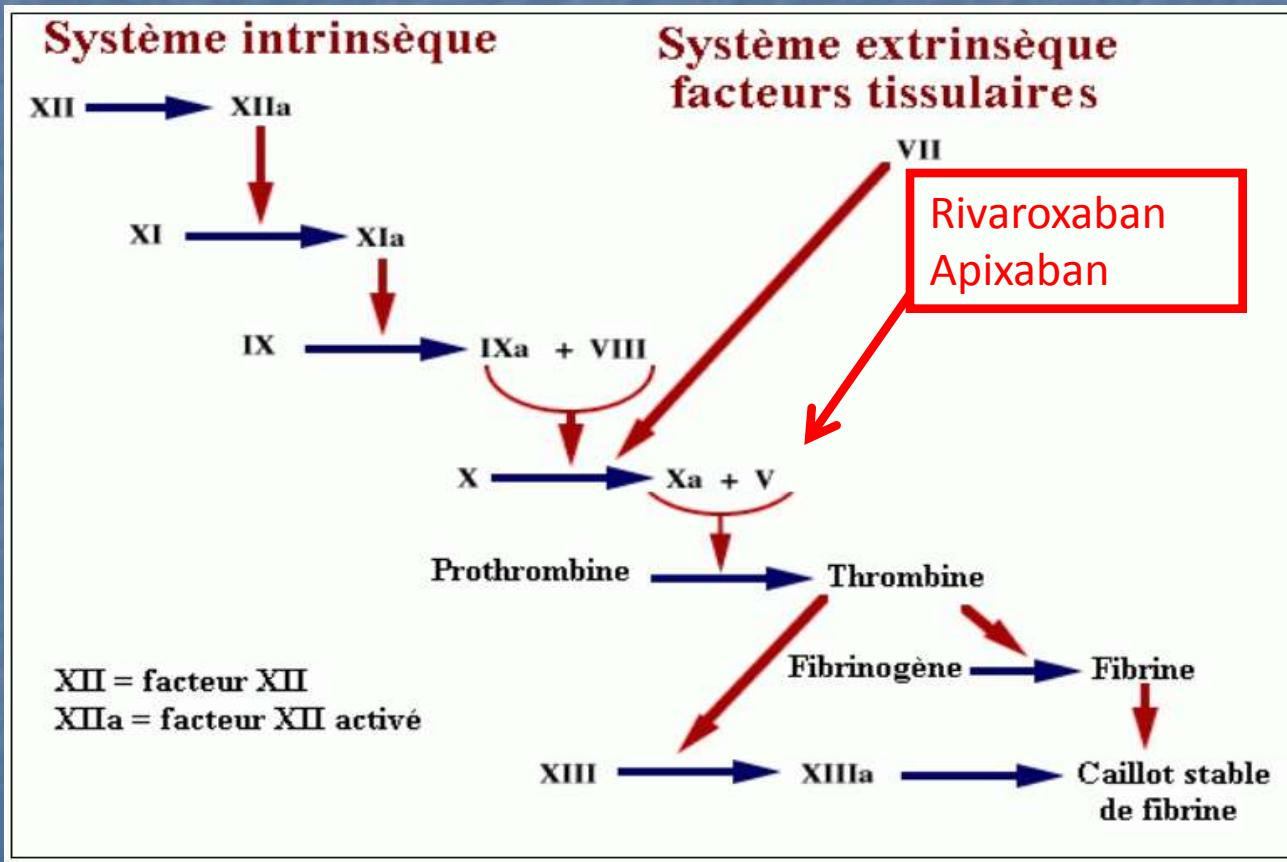 Système intrinsèque
Système extrinsèque
facteurs tissulaires
XII XIIa
VII
Rivaroxaban
Apixaban
XI XIa
IX IXa + VIII
X Xa + V
Prothrombine Thrombine
Fibrinogène Fibrine
XII = facteur XII
XIIa = facteur XII activé
XIII XIIIa Caillot stable
de fibrine